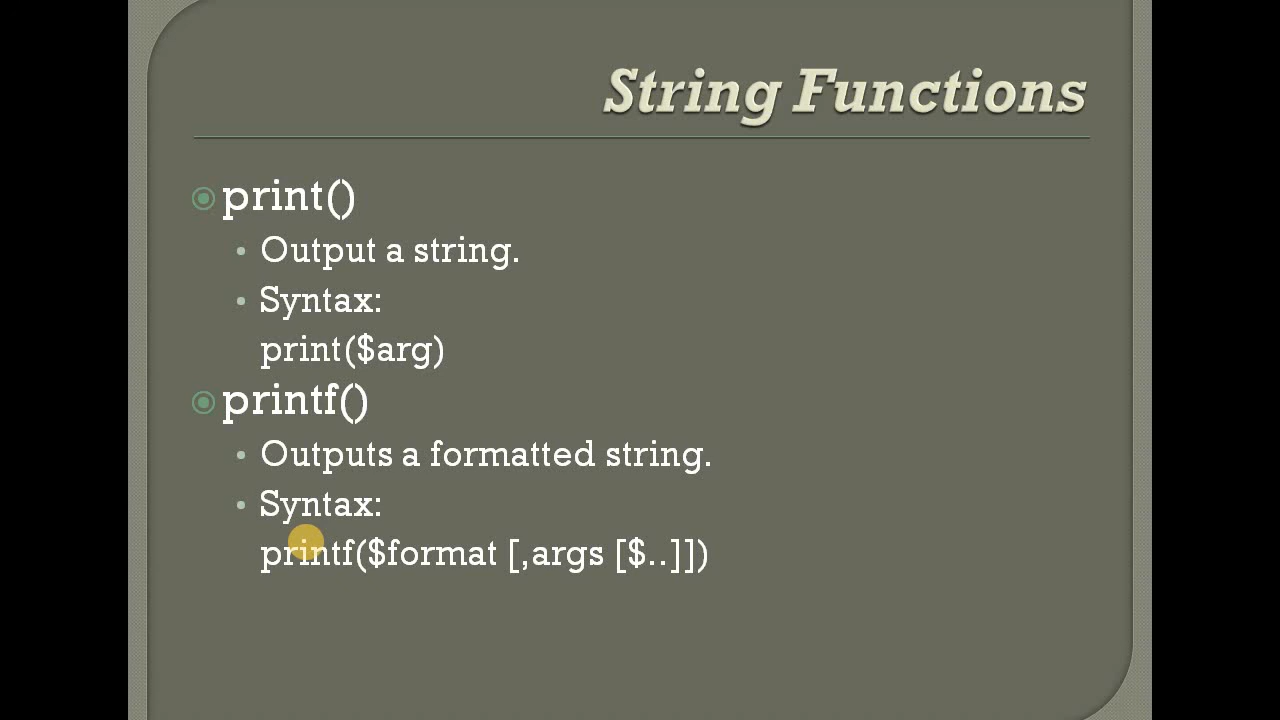 String Functions
print()
Output a string.
Syntax:
print($arg)
printf()
Outputs a formatted string.
Syntax:
printf($format [,args [$..]])